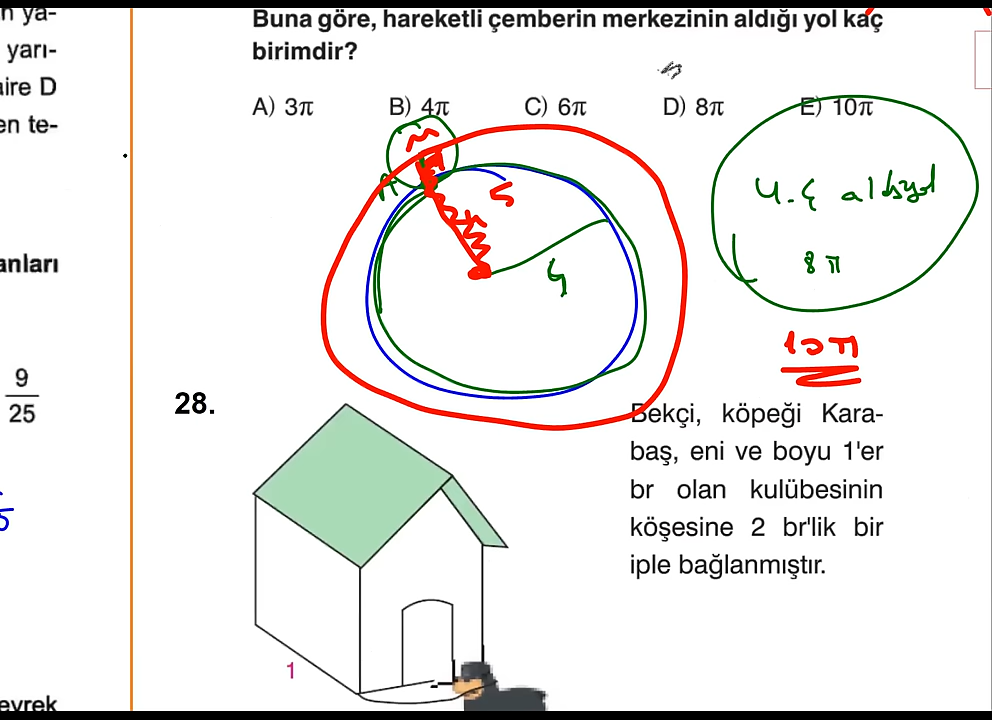 n ya-
yarı-
aire D
en te-
anları
9
25
5
evrek
Buna göre, hareketli çemberin merkezinin aldığı yol kaç
birimdir?
A) 3π B) 4π C) 6π D) 8π E) 10π
A
5
4
8π
10π
28.
Bekçi, köpeği Kara-
baş, eni ve boyu 1'er
br olan kulübesinin
köşesine 2 br'lik bir
iple bağlanmıştır.
1